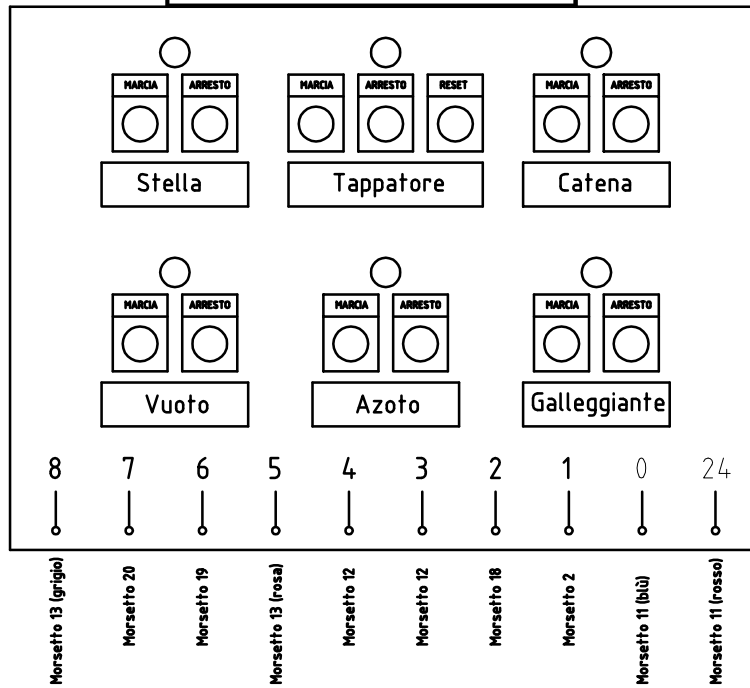 MARCIA ARRESTO MARCIA ARRESTO RESET MARCIA ARRESTO
Stella Tappatore Catena
MARCIA ARRESTO MARCIA ARRESTO MARCIA ARRESTO
Vuoto Azoto Galleggiante
8 7 6 5 4 3 2 1 0 24
Morsetto 13 (grigio)
Morsetto 20
Morsetto 19
Morsetto 13 (rosa)
Morsetto 12
Morsetto 12
Morsetto 18
Morsetto 2
Morsetto 11 (blù)
Morsetto 11 (rosso)